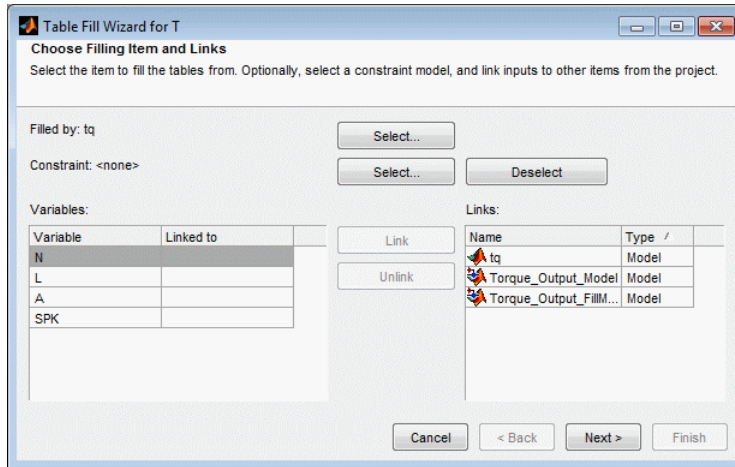 Table Fill Wizard for T
Choose Filling Item and Links
Select the item to fill the tables from. Optionally, select a constraint model, and link inputs to other items from the project.
Filled by: tq
Select...
Constraint: <none>
Select...
Deselect
Variables:
Links:
Variable Linked to
N
L
A
SPK
Link
Unlink
Name Type
tq Model
Torque_Output_Model Model
Torque_Output_FillM... Model
Cancel
< Back
Next >
Finish